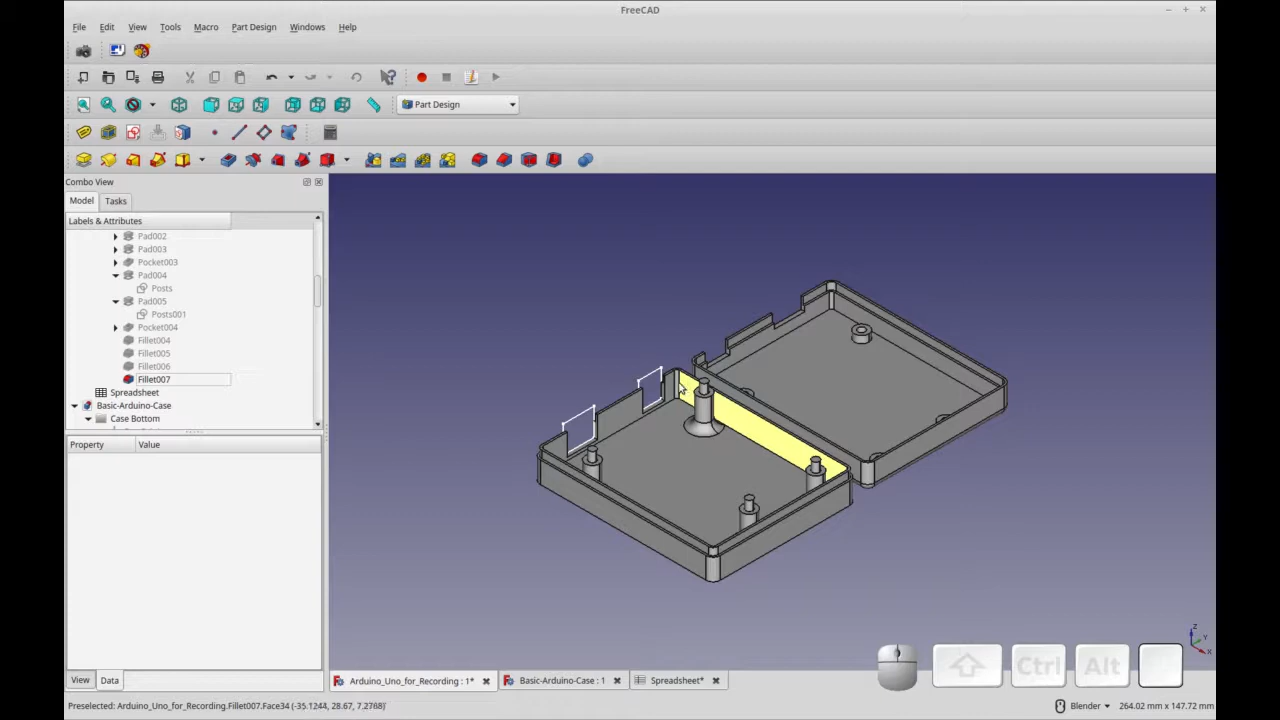 FreeCAD
File Edit View Tools Macro Part Design Windows Help
Part Design
Combo View
Model Tasks
Labels & Attributes
Pad002
Pad003
Pocket003
Pad004
Posts
Pad005
Posts001
Pocket004
Fillet004
Fillet005
Fillet006
Fillet007
Spreadsheet
Basic-Arduino-Case
Case Bottom
Property Value
Z
Y
X
Ctrl Alt
View Data
Arduino_Uno_for_Recording : 1* Basic-Arduino-Case : 1 Spreadsheet*
Preselected: Arduino_Uno_for_Recording.Fillet007.Face34 (-35.1244, 28.67, 7.2768)' Blender 264.02 mm x 147.72 mm